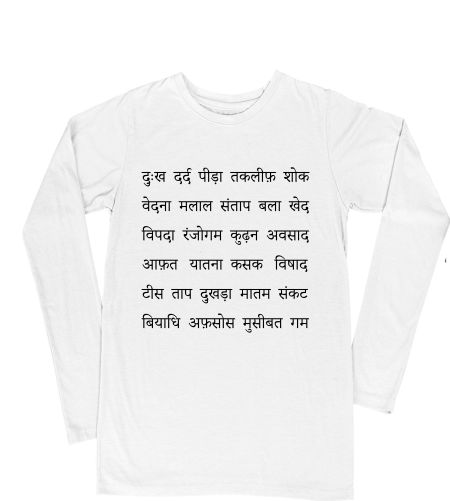 दुःख दर्द पीड़ा तकलीफ़ शोक
वेदना मलाल संताप बला खेद
विपदा रंजोगम कुढ़न अवसाद
आफ़त यातना कसक विषाद
टीस ताप दुखड़ा मातम संकट
बियाधि अफ़सोस मुसीबत गम